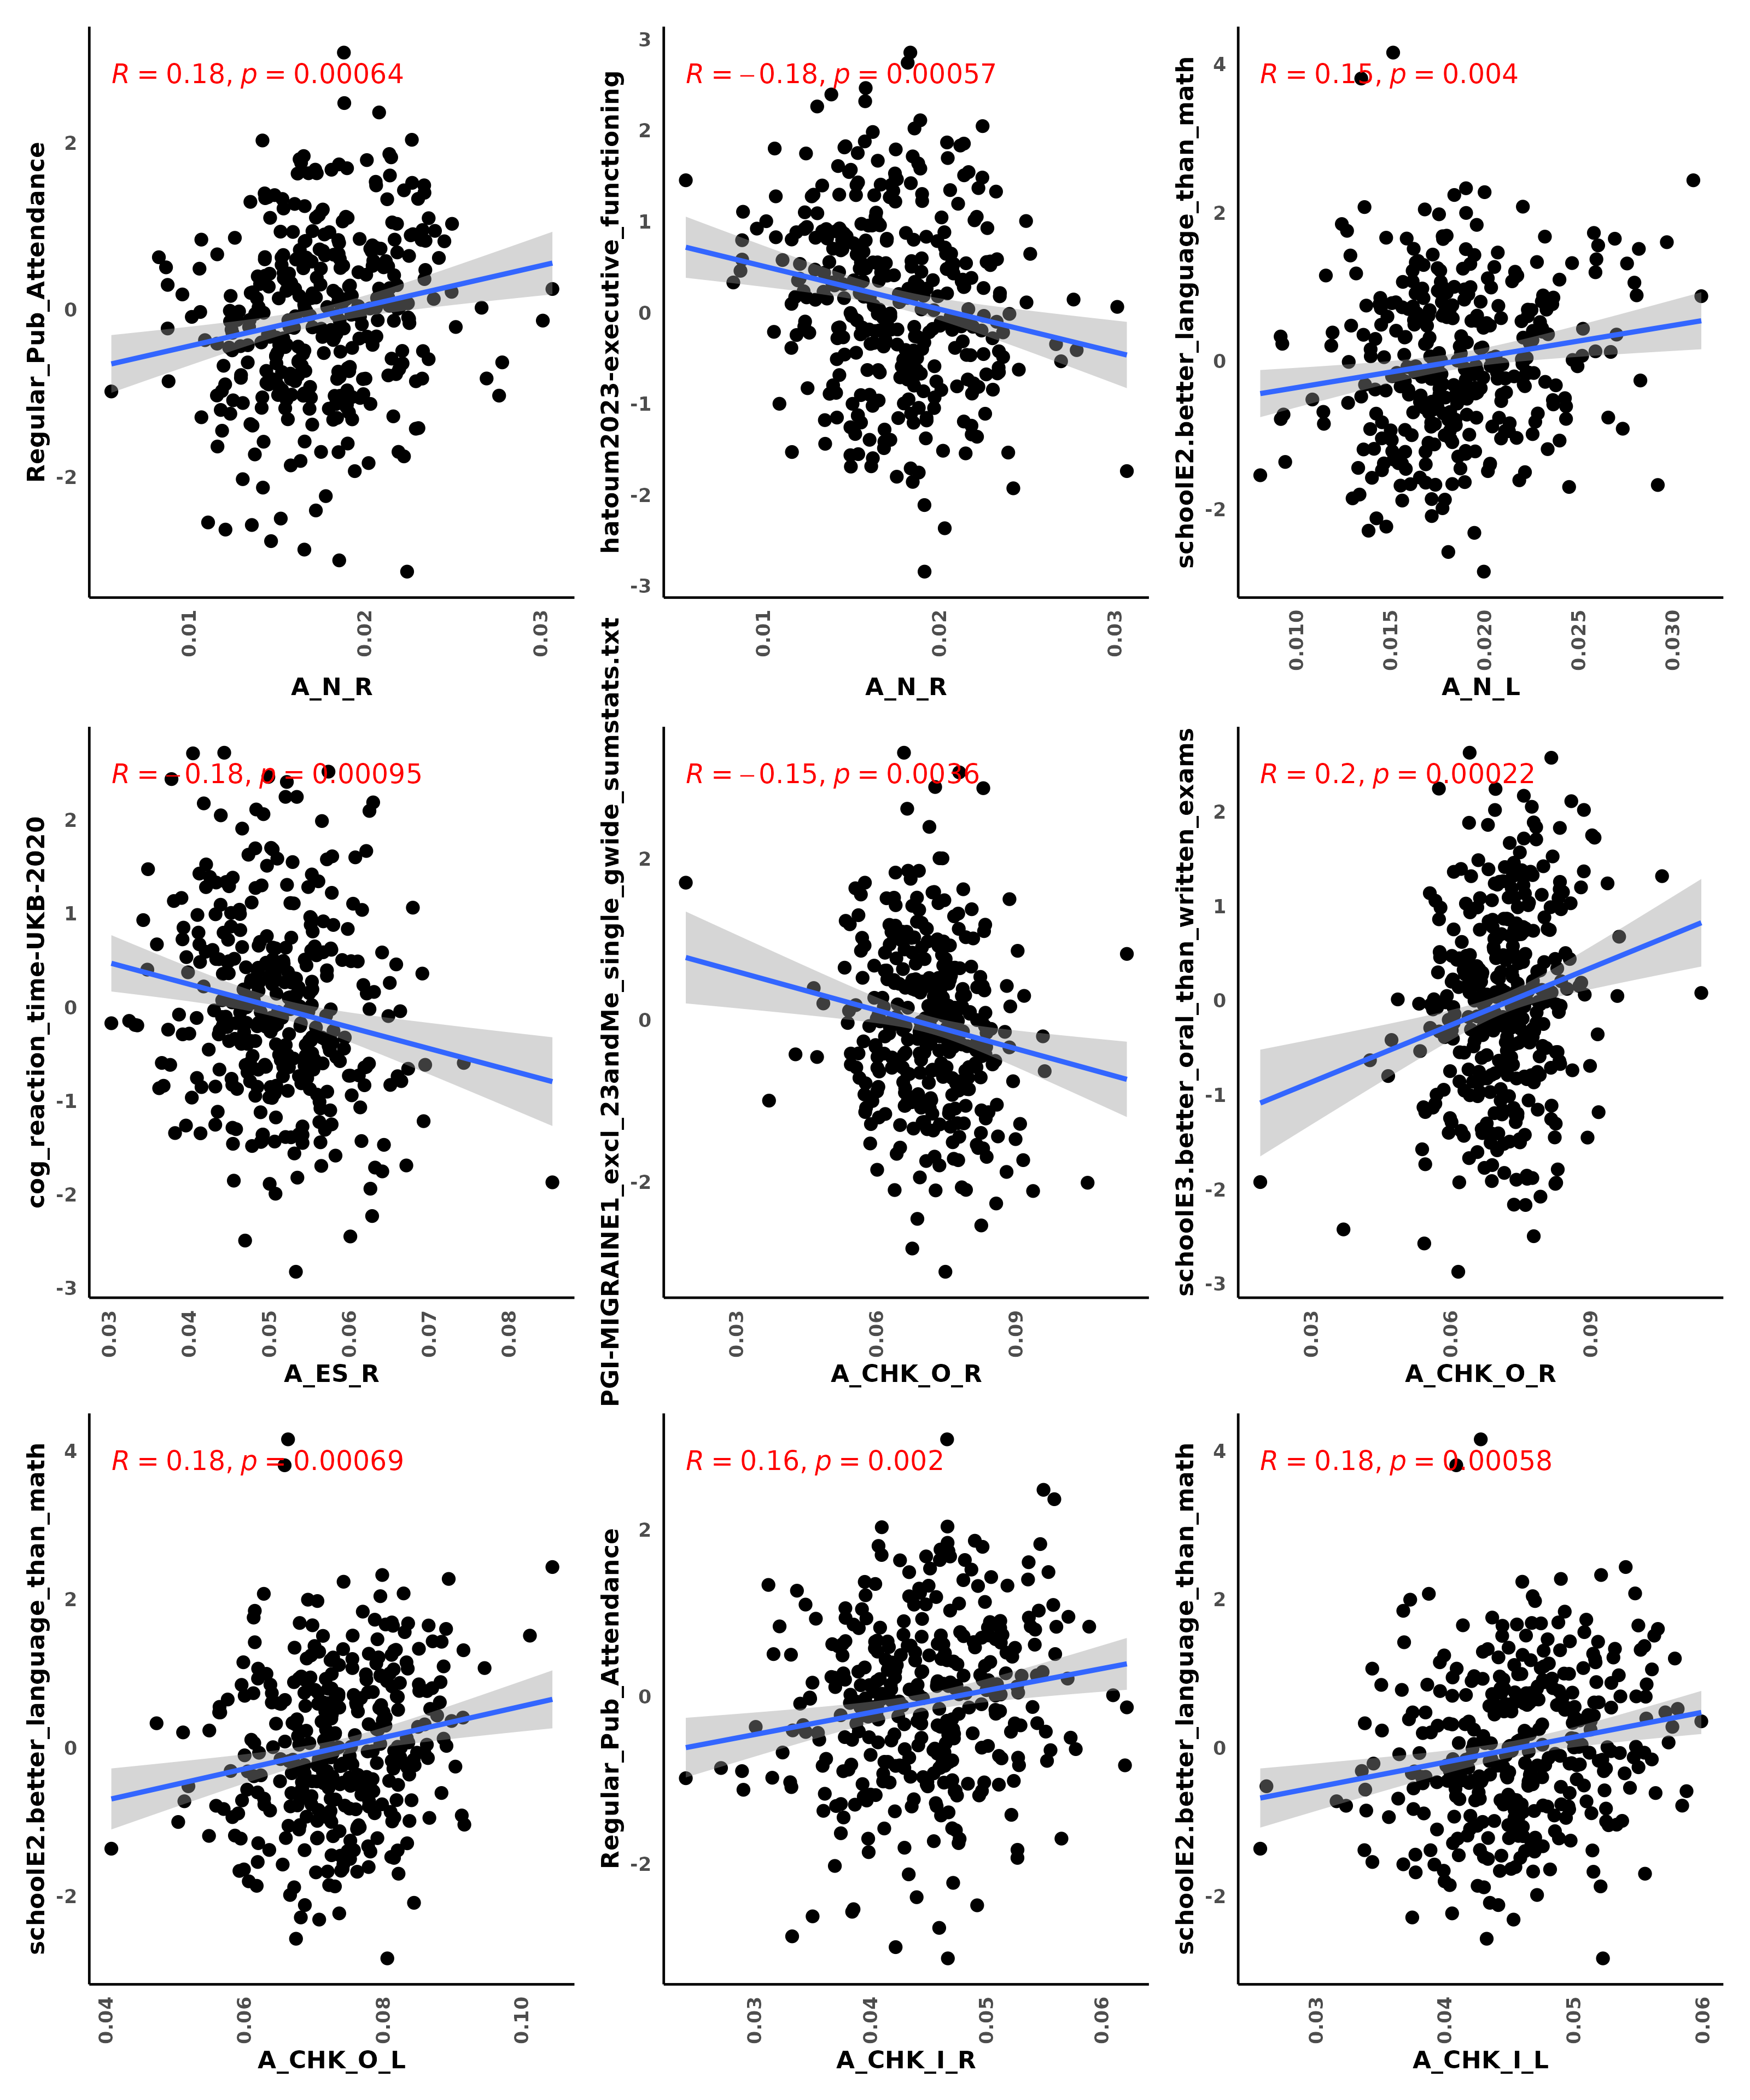 R = 0.18, p = 0.00064
Regular_Pub_Attendance
2
0
-2
0.01
0.02
0.03
A_N_R
R = −0.18, p = 0.00057
hatoum2023-executive_functioning
3
2
1
0
-1
-2
-3
0.01
0.02
0.03
A_N_R
R = 0.15, p = 0.004
schoolE2.better_language_than_math
4
2
0
-2
0.010
0.015
0.020
0.025
0.030
A_N_L
R = −0.18, p = 0.00095
cog_reaction_time-UKB-2020
2
1
0
-1
-2
-3
0.03
0.04
0.05
0.06
0.07
0.08
A_ES_R
R = −0.15, p = 0.0036
PGI-MIGRAINE1_excl_23andMe_single_gwide_sumstats.txt
2
0
-2
0.03
0.06
0.09
A_CHK_O_R
R = 0.2, p = 0.00022
schoolE3.better_oral_than_written_exams
2
1
0
-1
-2
-3
0.03
0.06
0.09
A_CHK_O_R
R = 0.18, p = 0.00069
schoolE2.better_language_than_math
4
2
0
-2
0.04
0.06
0.08
0.10
A_CHK_O_L
R = 0.16, p = 0.002
Regular_Pub_Attendance
2
0
-2
0.03
0.04
0.05
0.06
A_CHK_I_R
R = 0.18, p = 0.00058
schoolE2.better_language_than_math
4
2
0
-2
0.03
0.04
0.05
0.06
A_CHK_I_L